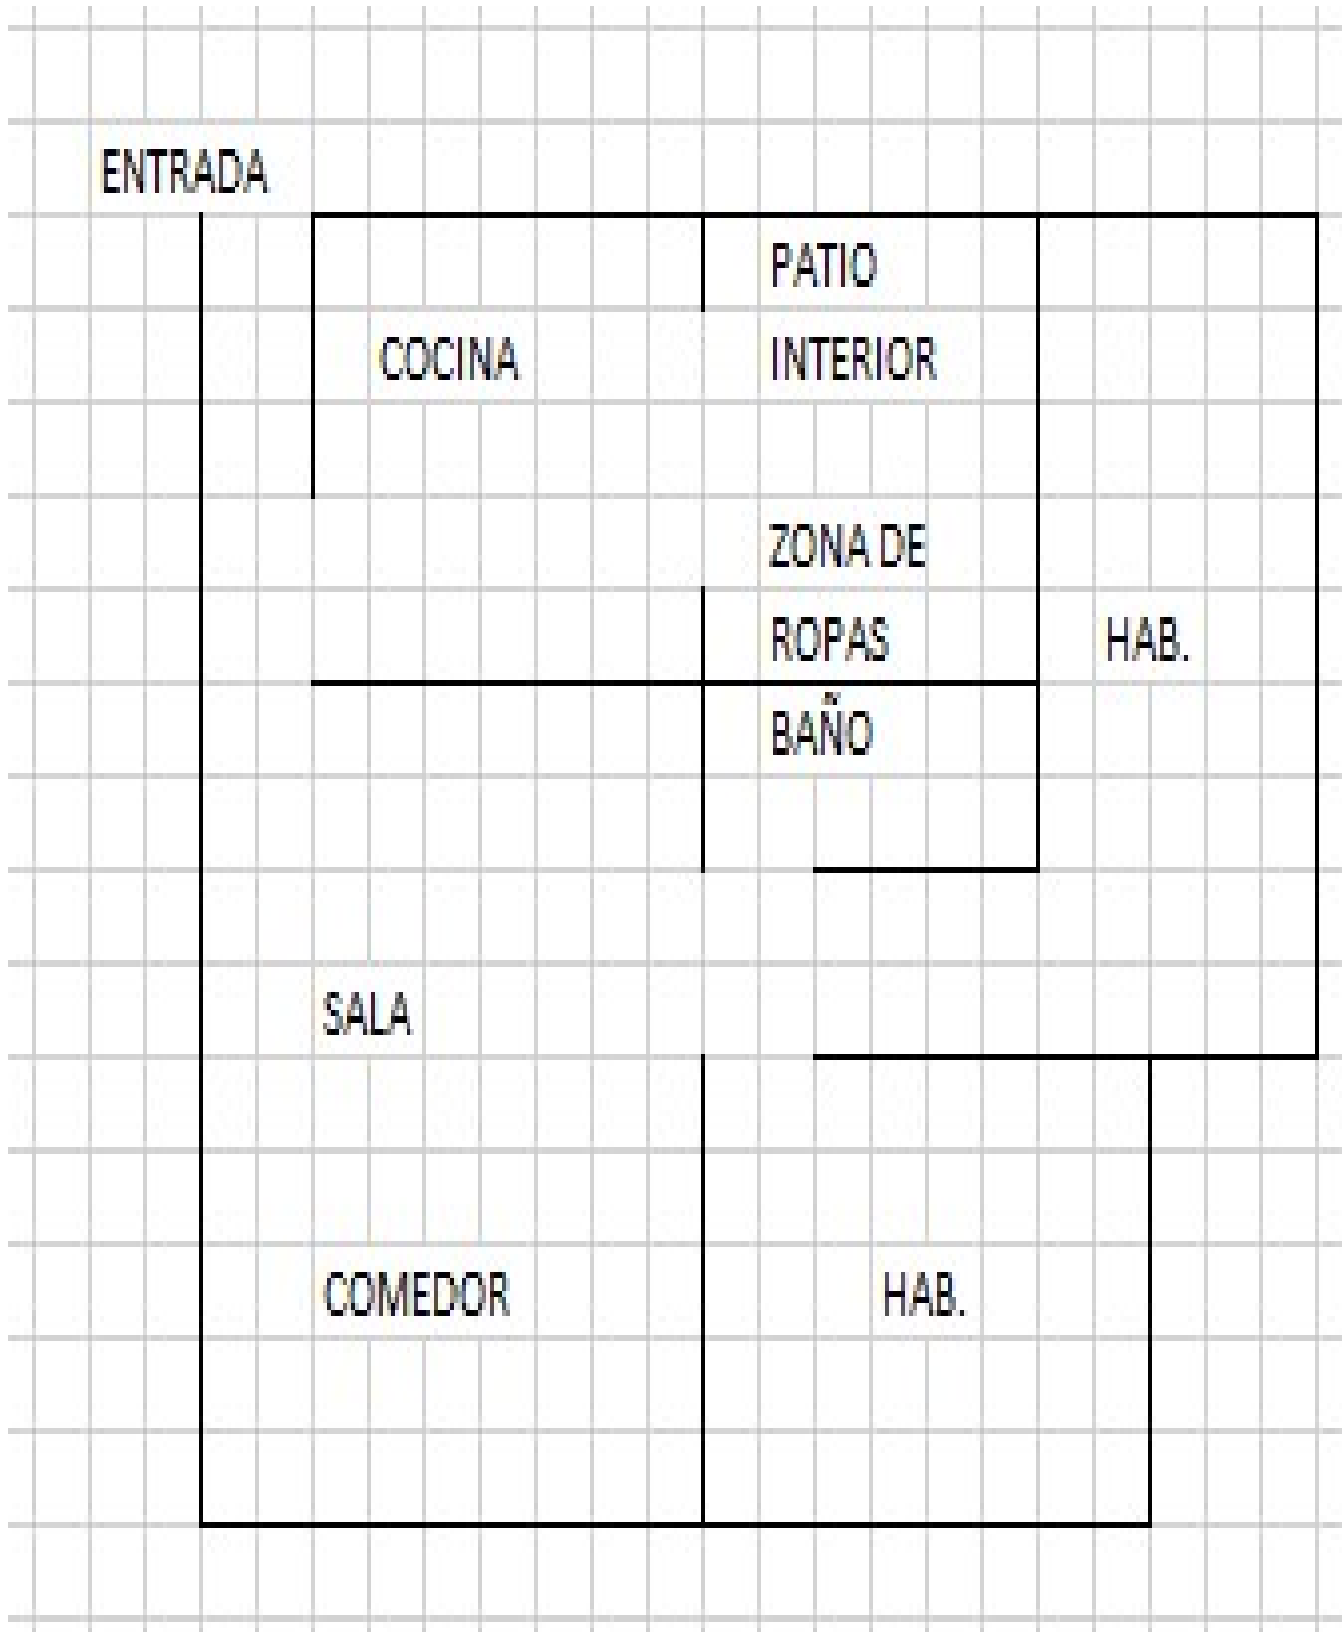 ENTRADA
PATIO
COCINA
INTERIOR
ZONA DE
ROPAS
HAB.
BAÑO
SALA
COMEDOR
HAB.